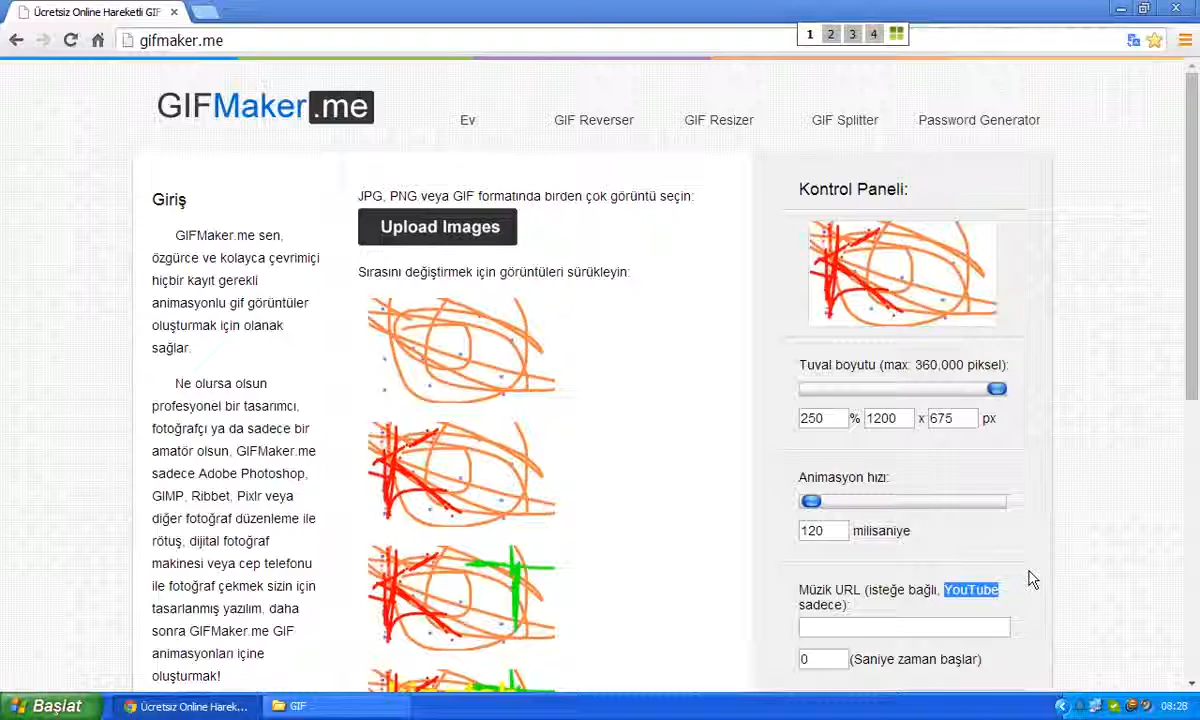 Ücretsiz Online Hareketli GIF
gifmaker.me
1 2 3 4
GIFMaker.me
Ev GIF Reverser GIF Resizer GIF Splitter Password Generator
Giriş
GIFMaker.me sen,
özgürce ve kolayca çevrimiçi
hiçbir kayıt gerekli
animasyonlu gif görüntüler
oluşturmak için olanak
sağlar.
Ne olursa olsun
profesyonel bir tasarımcı,
fotoğrafçı ya da sadece bir
amatör olsun, GIFMaker.me
sadece Adobe Photoshop,
GIMP, Ribbet, Pixlr veya
diğer fotoğraf düzenleme ile
rötuş, dijital fotoğraf
makinesi veya cep telefonu
ile fotoğraf çekmek sizin için
tasarlanmış yazılım, daha
sonra GIFMaker.me GIF
animasyonları içine
oluşturmak!
JPG, PNG veya GIF formatında birden çok görüntü seçin:
Upload Images
Sırasını değiştirmek için görüntüleri sürükleyin:
Kontrol Paneli:
Tuval boyutu (max: 360,000 piksel):
250 % 1200 x 675 px
Animasyon hızı:
120 milisaniye
Müzik URL (isteğe bağlı, YouTube
sadece):
0 (Saniye zaman başlar)
Başlat Ücretsiz Online Harek... GIF 08:28